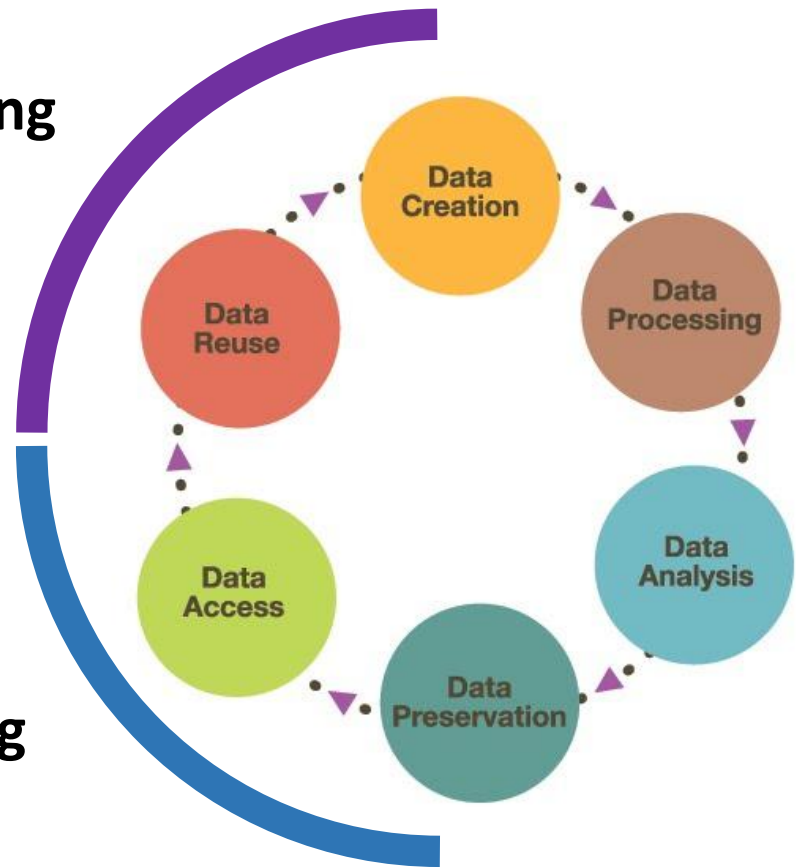 ng
Data
Creation
Data
Processing
Data
Reuse
Data
Analysis
Data
Access
Data
Preservation
g